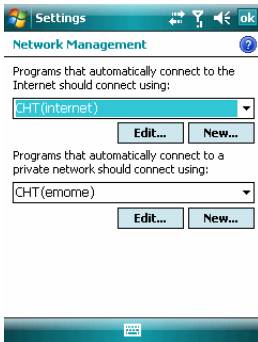 Settings
ok
Network Management
Programs that automatically connect to the
Internet should connect using:
CHT(internet)
Edit... New...
Programs that automatically connect to a
private network should connect using:
CHT(emome)
Edit... New...